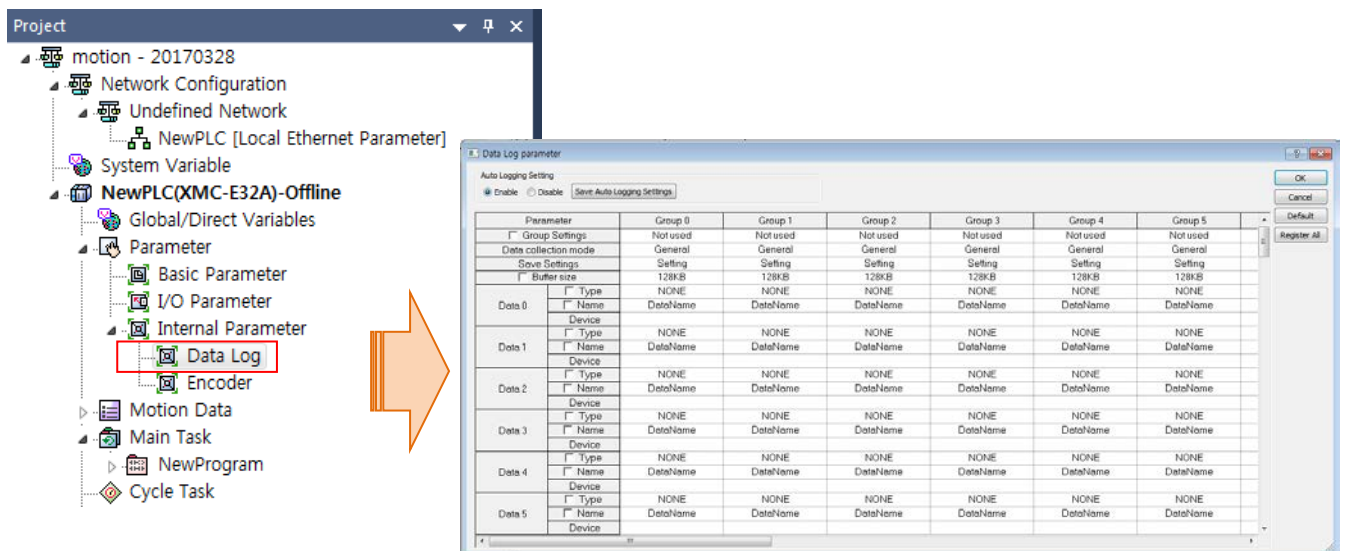 Project
motion - 20170328
Network Configuration
Undefined Network
NewPLC [Local Ethernet Parameter]
System Variable
NewPLC(XMC-E32A)-Offline
Global/Direct Variables
Parameter
Basic Parameter
I/O Parameter
Internal Parameter
Data Log
Encoder
Motion Data
Main Task
NewProgram
Cycle Task
Data Log parameter
Auto Logging Setting
Enable Disable Save Auto Logging Settings
OK
Cancel
Default
Register All
Parameter Group 0 Group 1 Group 2 Group 3 Group 4 Group 5
Group Settings Not used Not used Not used Not used Not used Not used
Data collection mode General General General General General General
Save Settings Setting Setting Setting Setting Setting Setting
Buffer size 128KB 128KB 128KB 128KB 128KB 128KB
Data 0 Type NONE NONE NONE NONE NONE NONE
Name DataName DataName DataName DataName DataName DataName
Device
Data 1 Type NONE NONE NONE NONE NONE NONE
Name DataName DataName DataName DataName DataName DataName
Device
Data 2 Type NONE NONE NONE NONE NONE NONE
Name DataName DataName DataName DataName DataName DataName
Device
Data 3 Type NONE NONE NONE NONE NONE NONE
Name DataName DataName DataName DataName DataName DataName
Device
Data 4 Type NONE NONE NONE NONE NONE NONE
Name DataName DataName DataName DataName DataName DataName
Device
Data 5 Type NONE NONE NONE NONE NONE NONE
Name DataName DataName DataName DataName DataName DataName
Device